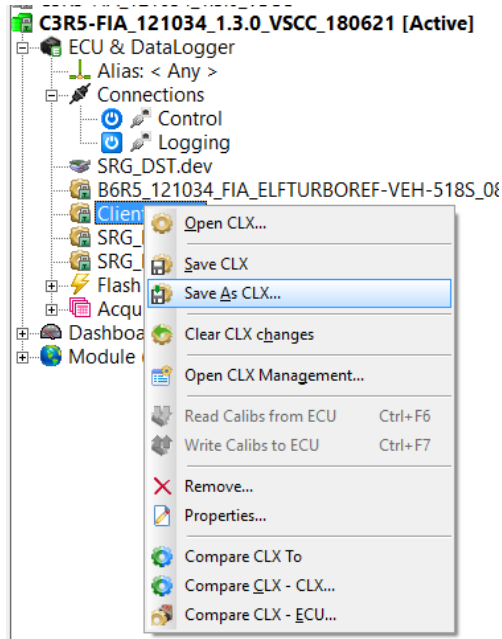 C3R5-FIA_121034_1.3.0_VSCC_180621 [Active]
ECU & DataLogger
Alias: < Any >
Connections
Control
Logging
SRG_DST.dev
B6R5_121034_FIA_ELFTURBOREF-VEH-518S_08
Client
SRG_
SRG_
Flash
Acqu
Dashboa
Module
Open CLX...
Save CLX
Save As CLX...
Clear CLX changes
Open CLX Management...
Read Calibs from ECU Ctrl+F6
Write Calibs to ECU Ctrl+F7
Remove...
Properties...
Compare CLX To
Compare CLX - CLX...
Compare CLX - ECU...